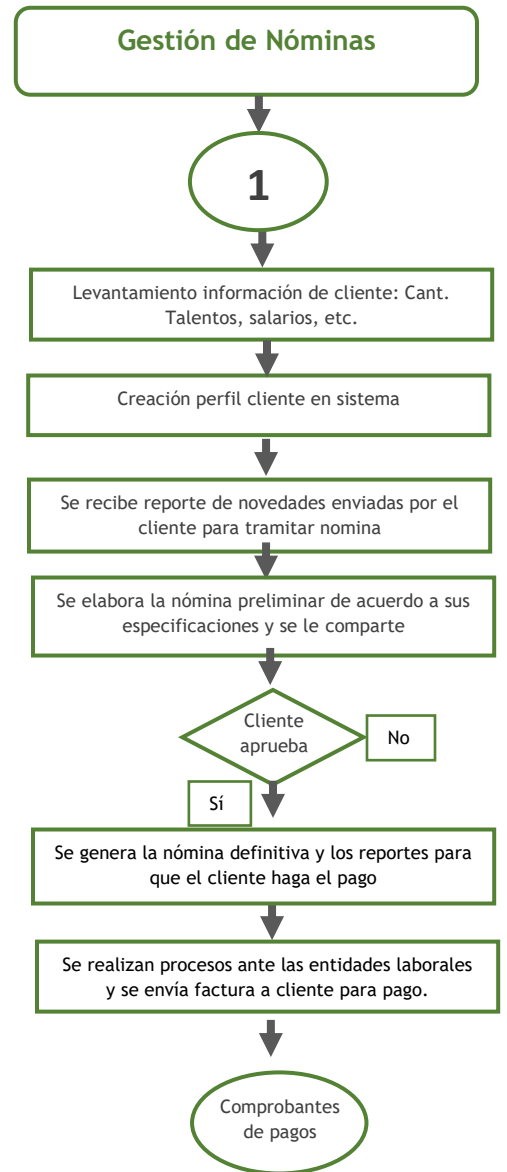 Gestión de Nóminas
1
Levantamiento información de cliente: Cant.
Talentos, salarios, etc.
Creación perfil cliente en sistema
Se recibe reporte de novedades enviadas por el
cliente para tramitar nomina
Se elabora la nómina preliminar de acuerdo a sus
especificaciones y se le comparte
Cliente
aprueba
No
Sí
Se genera la nómina definitiva y los reportes para
que el cliente haga el pago
Se realizan procesos ante las entidades laborales
y se envía factura a cliente para pago.
Comprobantes
de pagos